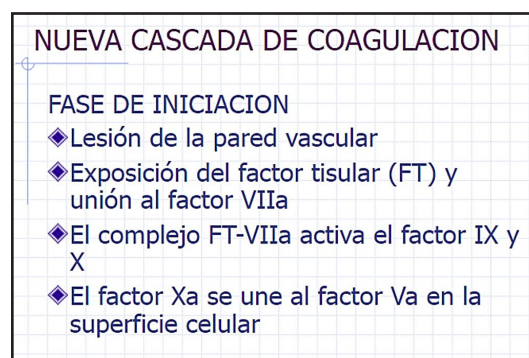 NUEVA CASCADA DE COAGULACION
FASE DE INICIACION
Lesión de la pared vascular
Exposición del factor tisular (FT) y
unión al factor VIIa
El complejo FT-VIIa activa el factor IX y
X
El factor Xa se une al factor Va en la
superficie celular